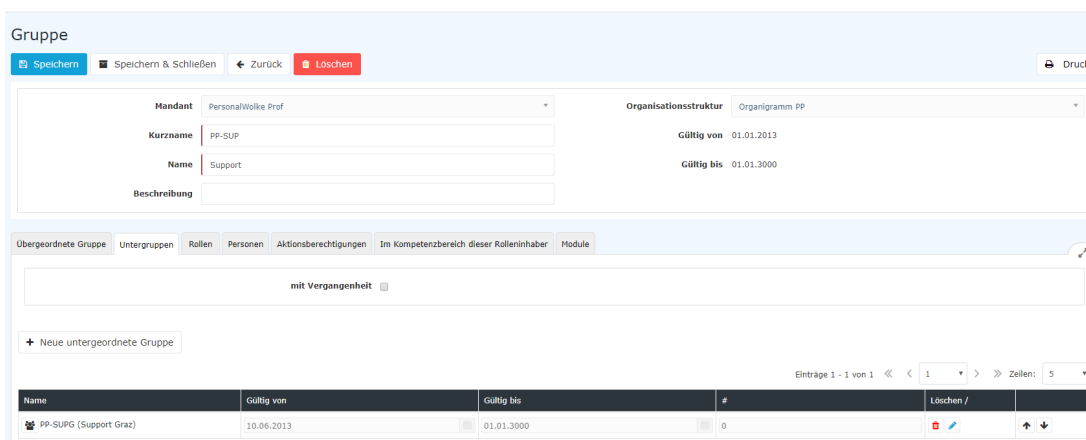 Gruppe
Speichern Speichern & Schließen Zurück Löschen Druck
Mandant PersonalWolke Prof Organisationsstruktur Organigramm PP
Kurzname PP-SUP Gültig von 01.01.2013
Name Support Gültig bis 01.01.3000
Beschreibung
Übergeordnete Gruppe Untergruppen Rollen Personen Aktionsberechtigungen Im Kompetenzbereich dieser Rolleninhaber Module
mit Vergangenheit
+ Neue untergeordnete Gruppe
Einträge 1 - 1 von 1 1 Zeilen: 5
Name Gültig von Gültig bis # Löschen /
PP-SUPG (Support Graz) 10.06.2013 01.01.3000 0